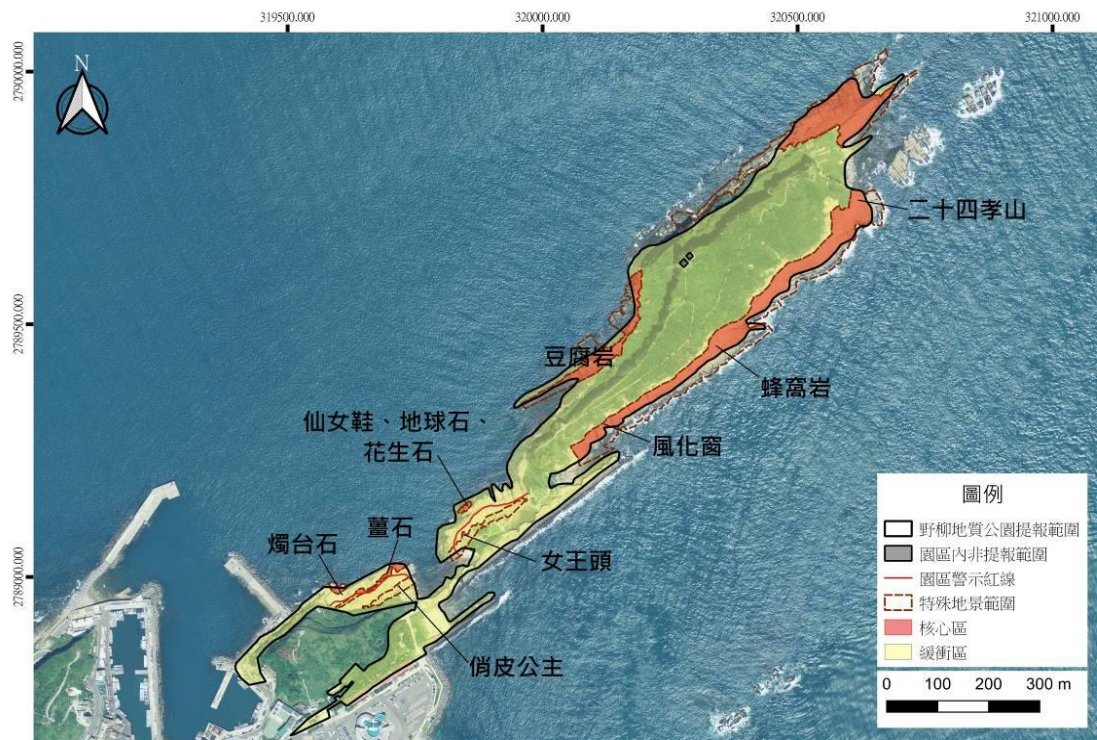 319500.000
320000.000
320500.000
321000.000
2790000.000
N
二十四孝山
2789500.000
豆腐岩
蜂窩岩
仙女鞋、地球石、
花生石
風化窗
薑石
燭台石
女王頭
2789000.000
俏皮公主
圖例
野柳地質公園提報範圍
園區內非提報範圍
園區警示紅線
特殊地景範圍
核心區
緩衝區
0 100 200 300 m